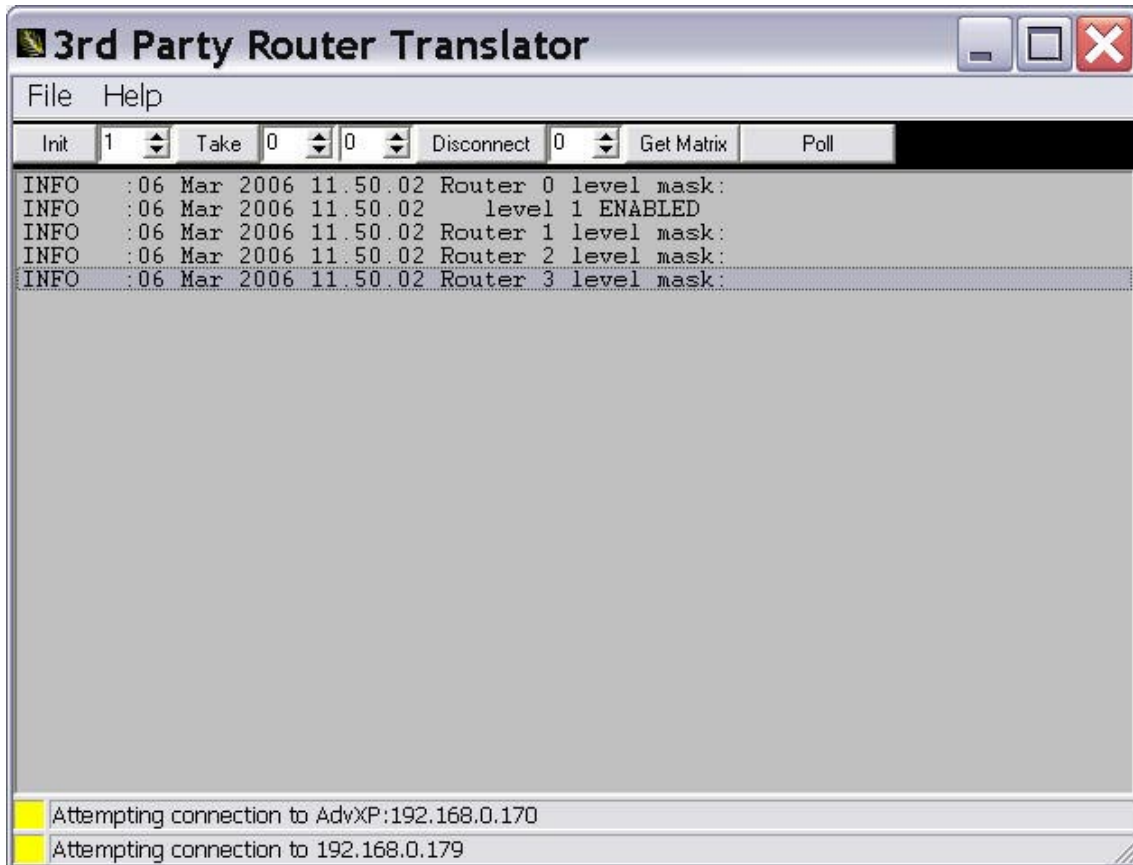 3rd Party Router Translator
File Help
Init 1 Take 0 0 Disconnect 0 Get Matrix Poll
INFO :06 Mar 2006 11.50.02 Router 0 level mask:
INFO :06 Mar 2006 11.50.02 level 1 ENABLED
INFO :06 Mar 2006 11.50.02 Router 1 level mask:
INFO :06 Mar 2006 11.50.02 Router 2 level mask:
INFO :06 Mar 2006 11.50.02 Router 3 level mask:
Attempting connection to AdvXP:192.168.0.170
Attempting connection to 192.168.0.179